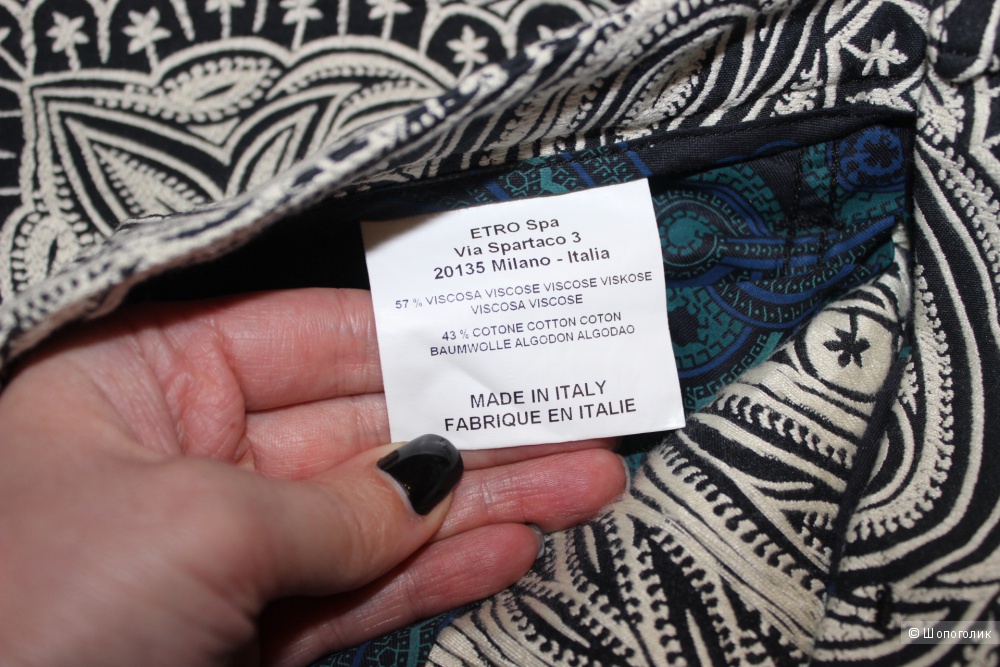 ETRO Spa
Via Spartaco 3
20135 Milano - Italia
57 % VISCOSA VISCOSE VISCOSE VISKOSE
VISCOSA VISCOSE
43 % COTONE COTTON COTON
BAUMWOLLE ALGODON ALGODAO
MADE IN ITALY
FABRIQUE EN ITALIE
© Шопоголик